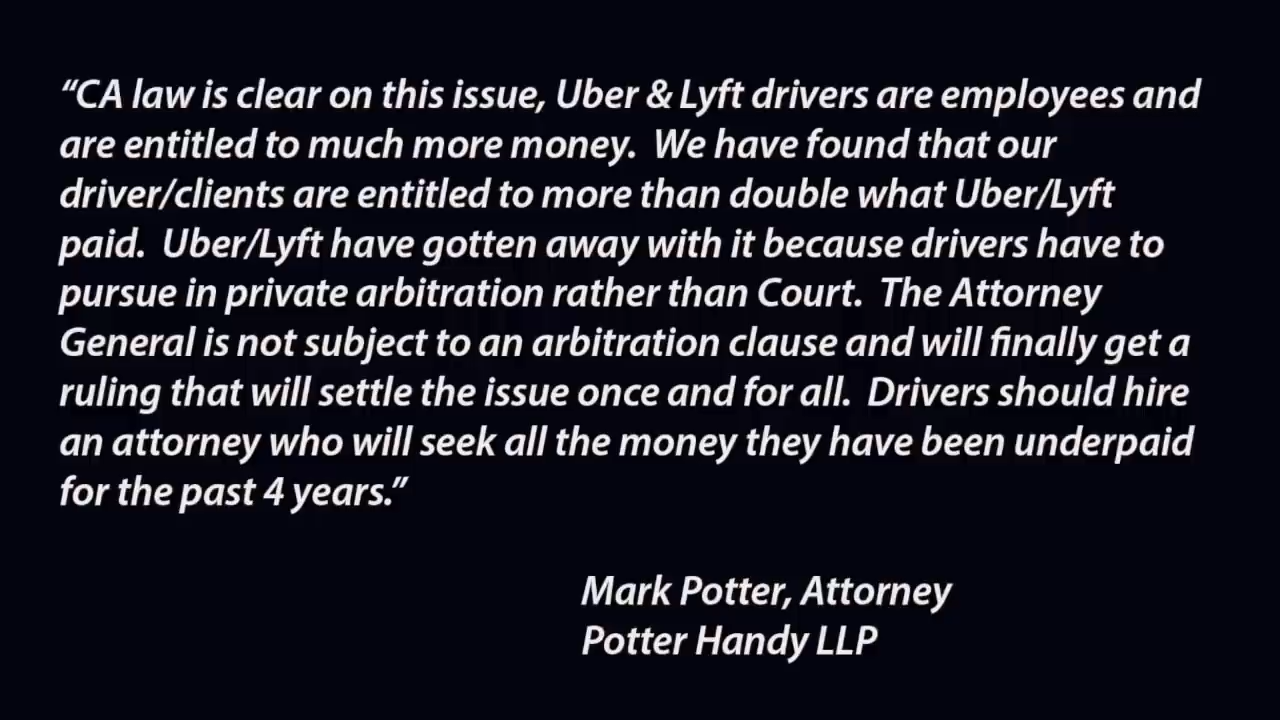 “CA law is clear on this issue, Uber & Lyft drivers are employees and
are entitled to much more money.  We have found that our
driver/clients are entitled to more than double what Uber/Lyft
paid.  Uber/Lyft have gotten away with it because drivers have to
pursue in private arbitration rather than Court.  The Attorney
General is not subject to an arbitration clause and will finally get a
ruling that will settle the issue once and for all.  Drivers should hire
an attorney who will seek all the money they have been underpaid
for the past 4 years.”
Mark Potter, Attorney
Potter Handy LLP